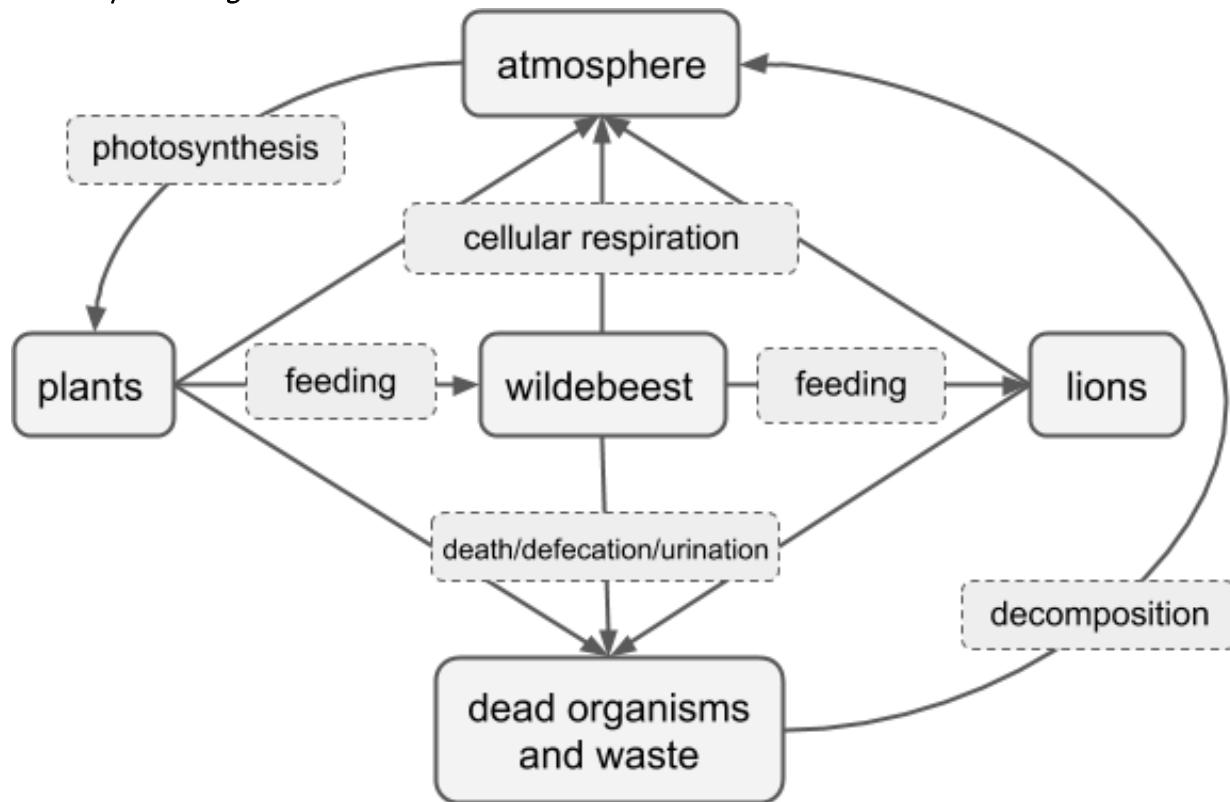 atmosphere
photosynthesis
cellular respiration
plants
feeding
wildebeest
feeding
lions
death/defecation/urination
decomposition
dead organisms
and waste